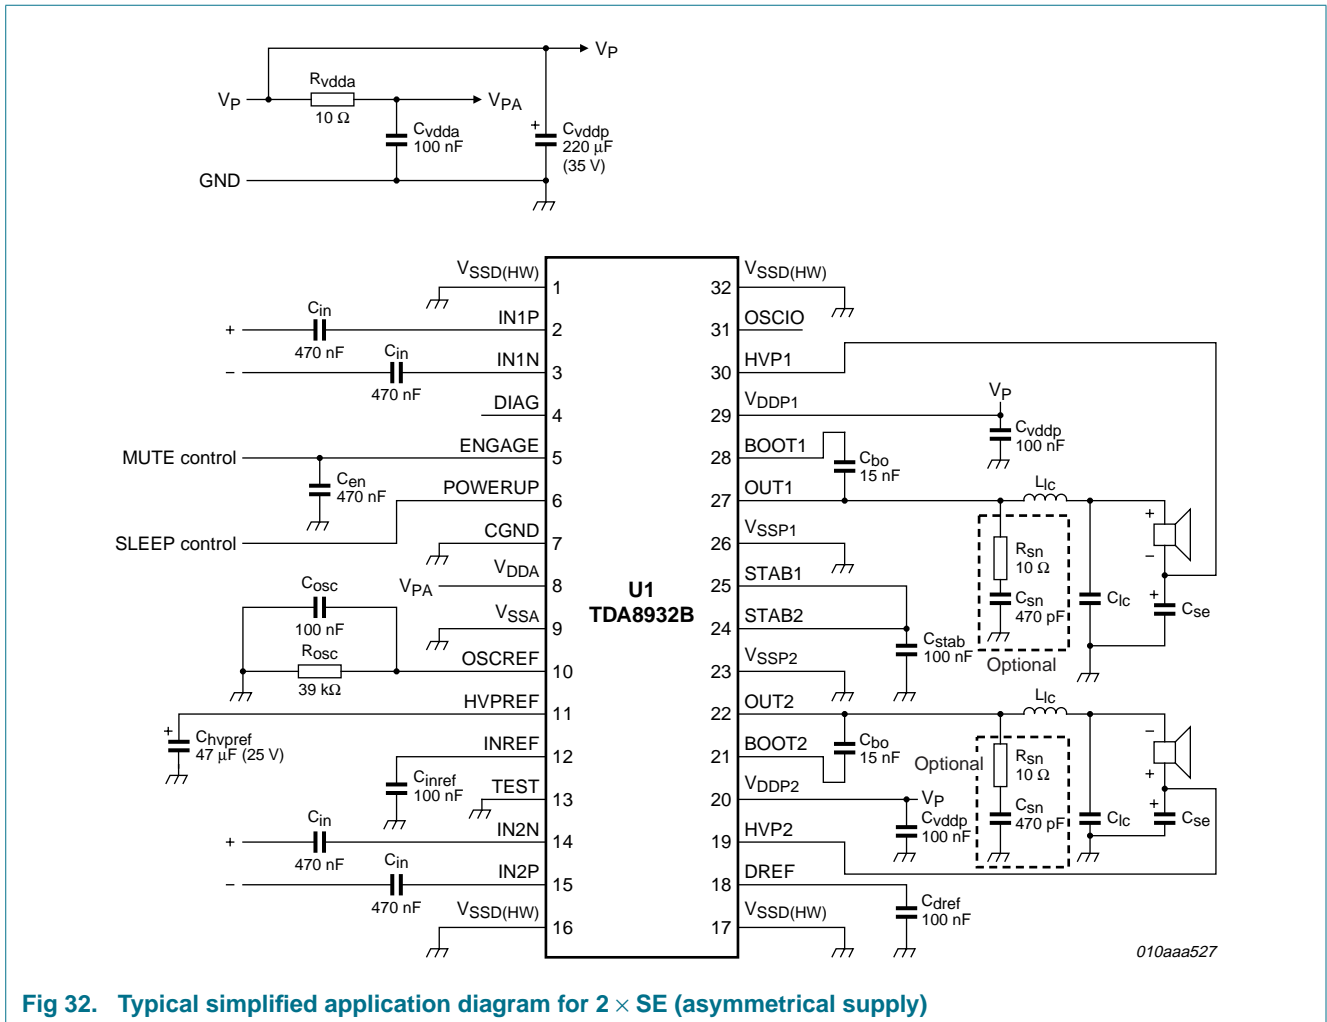 VP
Rvdda
VP
VPA
10 Ω
Cvdda
100 nF
+
Cvddp
220 μF
(35 V)
GND
VSSD(HW)
1
Cin
+
IN1P
2
470 nF
Cin
−
IN1N
3
470 nF
DIAG
4
MUTE control
ENGAGE
5
Cen
470 nF
POWERUP
6
SLEEP control
CGND
7
VDDA
VPA
8
Cosc
100 nF
VSSA
9
Rosc
39 kΩ
OSCREF
10
HVPREF
11
+
Chvpref
47 μF (25 V)
INREF
12
Cinref
100 nF
TEST
13
Cin
+
IN2N
14
470 nF
Cin
−
IN2P
15
470 nF
VSSD(HW)
16
U1
TDA8932B
VSSD(HW)
32
OSCIO
31
HVP1
30
VP
VDDP1
29
Cvddp
100 nF
BOOT1
28
Cbo
15 nF
OUT1
27
Llc
+
−
VSSP1
26
Rsn
10 Ω
STAB1
25
Csn
470 pF
Clc
+
Cse
STAB2
24
Cstab
100 nF
Optional
VSSP2
23
OUT2
22
Llc
−
+
BOOT2
21
Cbo
15 nF
Optional
Rsn
10 Ω
VDDP2
20
VP
Cvddp
100 nF
Csn
470 pF
Clc
+
Cse
HVP2
19
DREF
18
Cdref
100 nF
VSSD(HW)
17
010aaa527
Fig 32. Typical simplified application diagram for 2 × SE (asymmetrical supply)